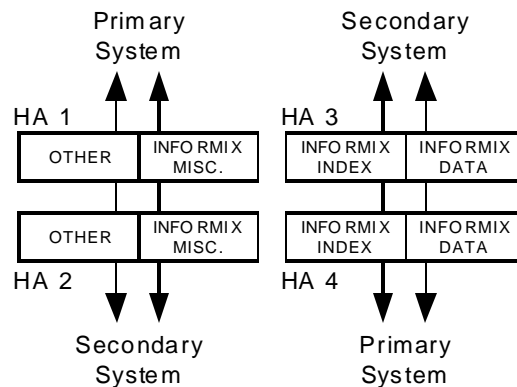 Primary
System
Secondary
System
HA 1
HA 3
OTHER
INFORMIX
MISC.
INFORMIX
INDEX
INFORMIX
DATA
OTHER
INFORMIX
MISC.
INFORMIX
INDEX
INFORMIX
DATA
HA 2
HA 4
Secondary
System
Primary
System